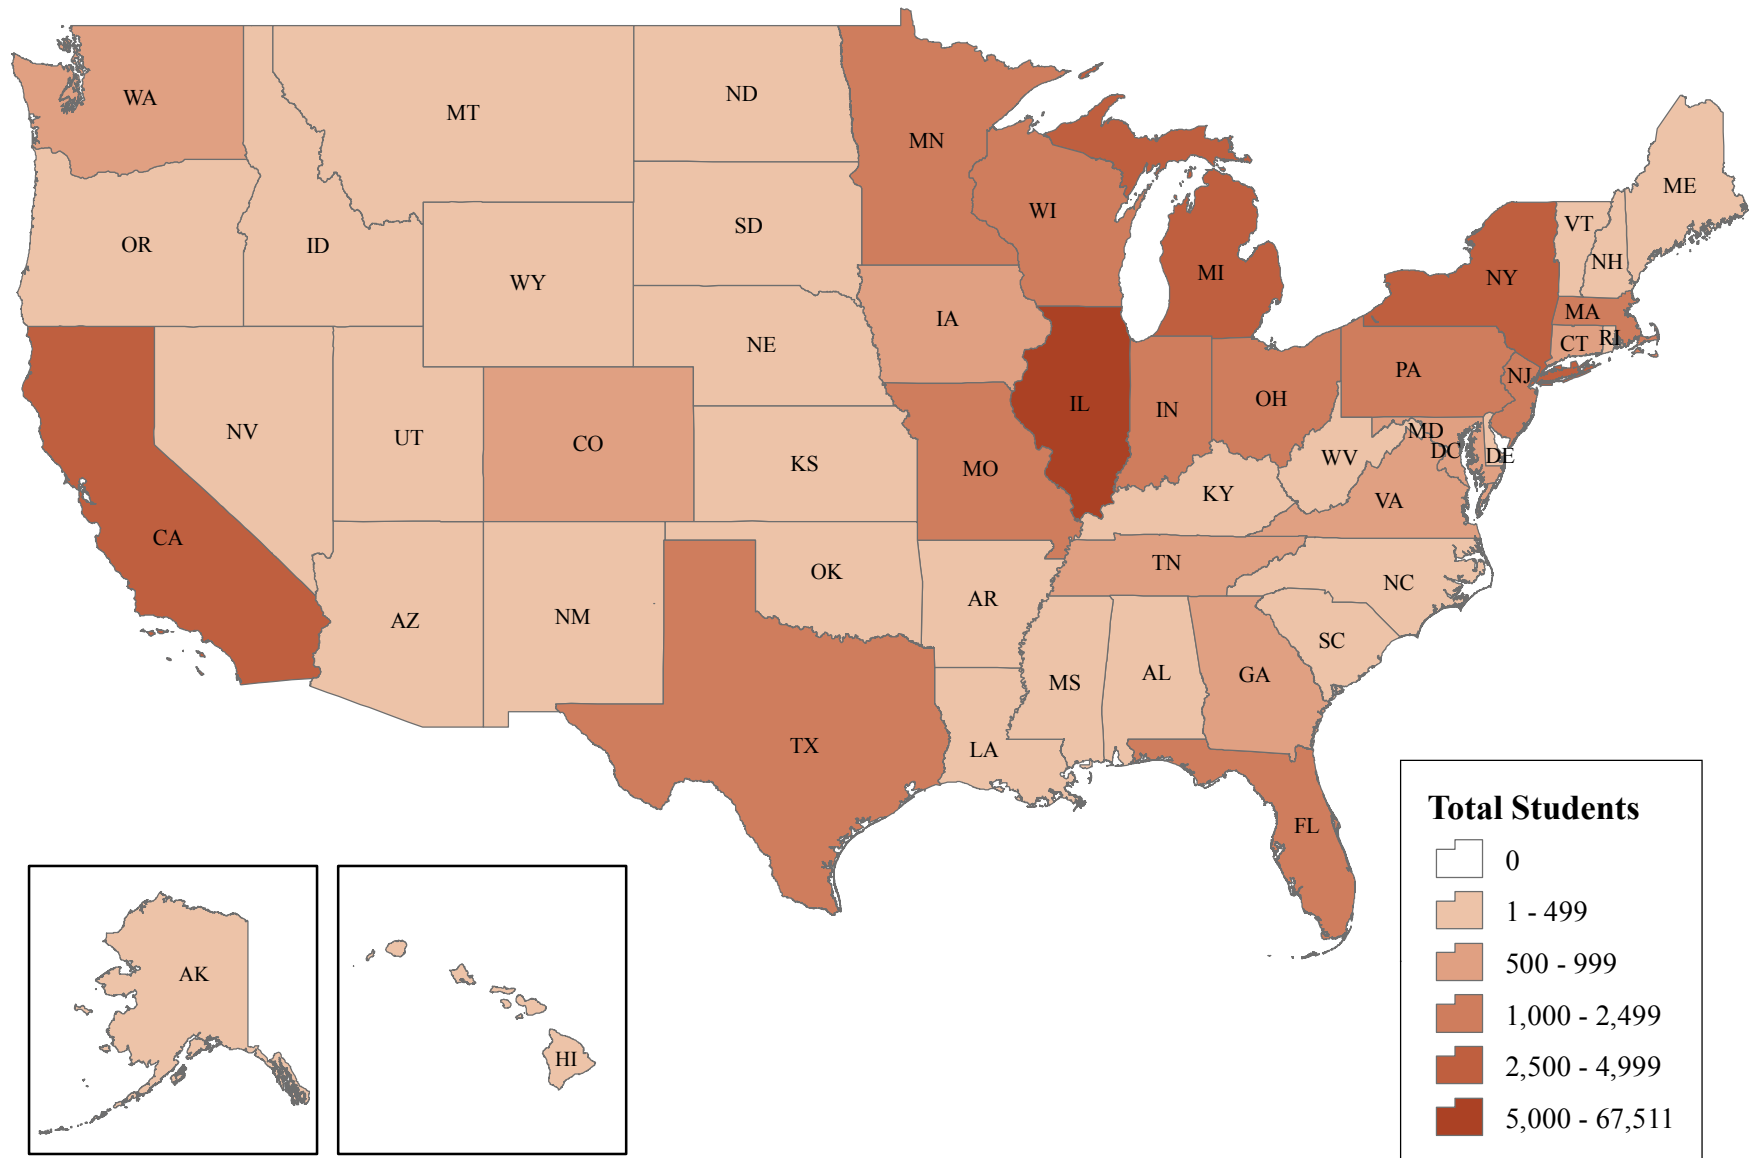 WA
MT
ND
MN
ME
OR
ID
SD
WI
VT
NH
WY
MI
NY
IA
MA
NE
CT
RI
PA
NJ
NV
UT
CO
KS
MO
IL
IN
OH
MD
DC
DE
WV
KY
VA
CA
OK
TN
NC
AZ
NM
AR
SC
MS
AL
GA
TX
LA
FL
AK
HI
Total Students
0
1 - 499
500 - 999
1,000 - 2,499
2,500 - 4,999
5,000 - 67,511